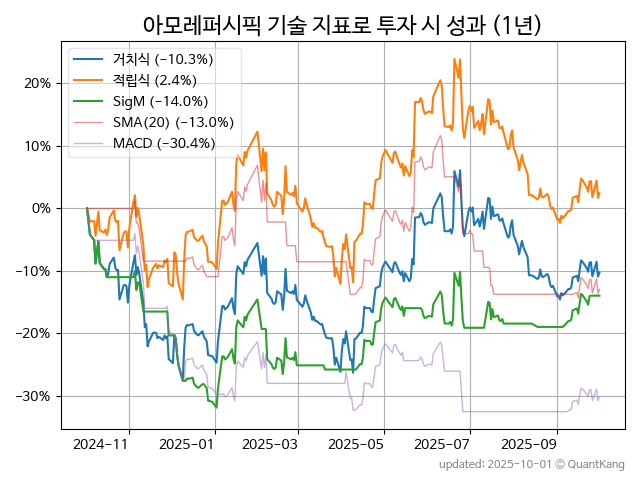 아모레퍼시픽 기술 지표로 투자 시 성과 (1년)
거치식 (−10.3%)
적립식 (2.4%)
SigM (−14.0%)
SMA(20) (−13.0%)
MACD (−30.4%)
20%
10%
0%
−10%
−20%
−30%
2024-11 2025-01 2025-03 2025-05 2025-07 2025-09
updated: 2025-10-01 © QuantKang